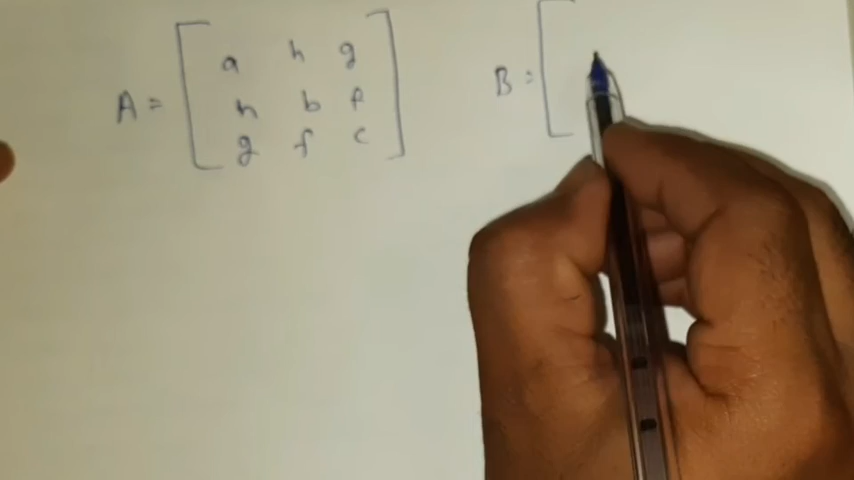 A = [ a h g
h b f
g f c ]
B = [